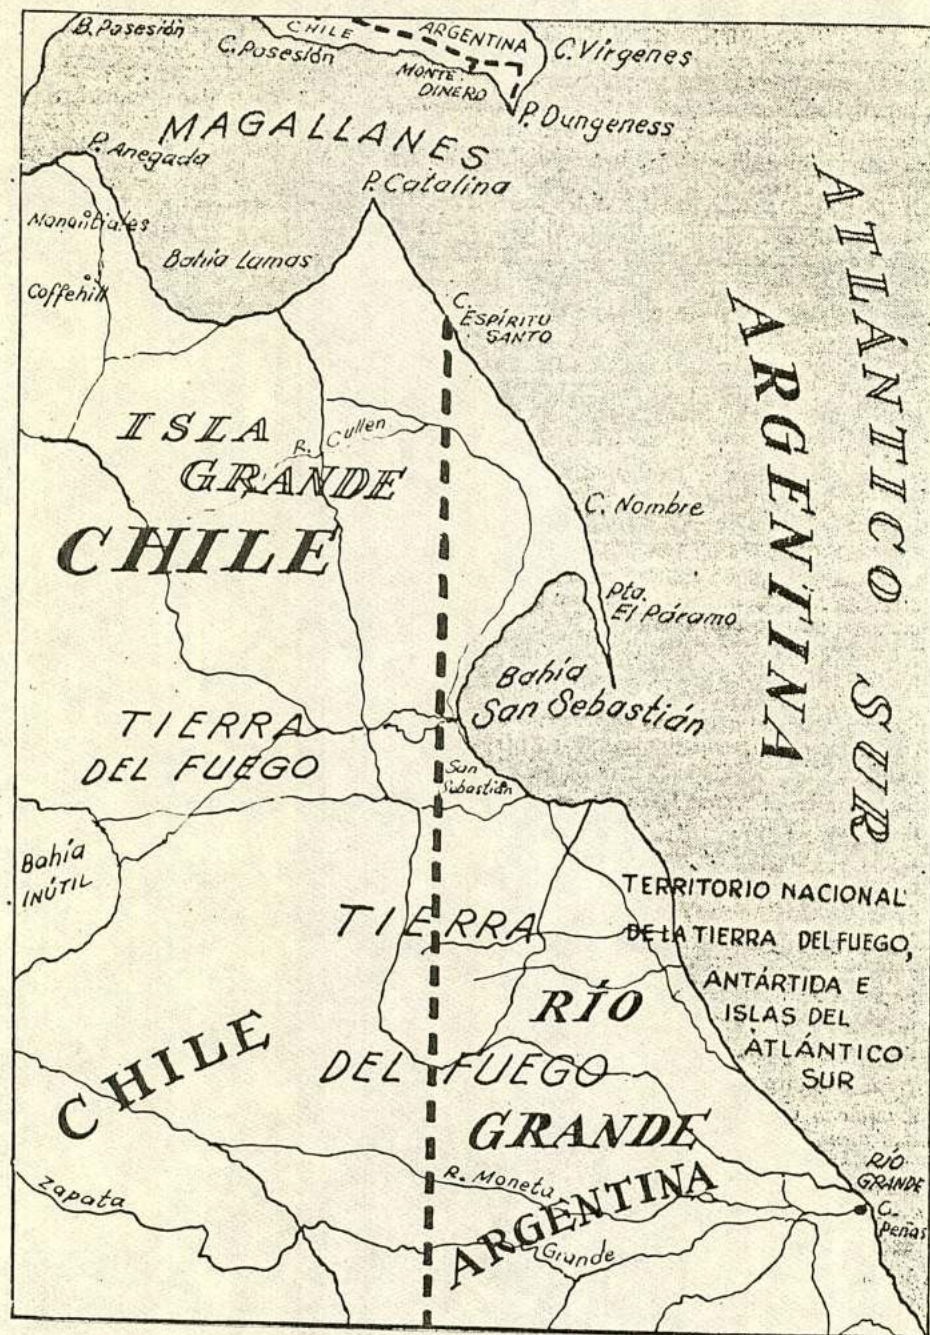 B. Posesión
CHILE
ARGENTINA
C. Posesión
MONTE
DINERO
C. Vírgenes
P. Dungeness
MAGALLANES
P. Anegada
P. Catalina
Manantiales
Bahía Lomas
Coffehill
C.
ESPÍRITU
SANTO
ATLÁNTICO SUR
ARGENTINA
ISLA
GRANDE
R. Cullen
CHILE
C. Nombre
Pta.
El Páramo
Bahía
San Sebastián
TIERRA
DEL FUEGO
San
Sebastián
Bahía
INÚTIL
TERRITORIO NACIONAL
DE LA TIERRA DEL FUEGO,
ANTÁRTIDA E
ISLAS DEL
ATLÁNTICO
SUR
TIERRA
RÍO
CHILE
DEL FUEGO
GRANDE
R. Moneta
ARGENTINA
RÍO
GRANDE
C.
Peñas
Zapata
Grande